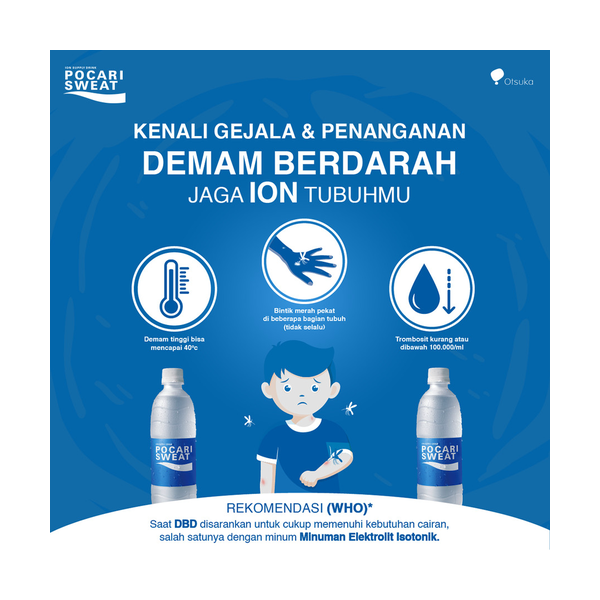 ION SUPPLY DRINK
POCARI
SWEAT
Otsuka
KENALI GEJALA & PENANGANAN
DEMAM BERDARAH
JAGA ION TUBUHMU
Demam tinggi bisa
mencapai 40°c
Bintik merah pekat
di beberapa bagian tubuh
(tidak selalu)
Trombosit kurang atau
dibawah 100.000/ml
POCARI
SWEAT
POCARI
SWEAT
REKOMENDASI (WHO)*
Saat DBD disarankan untuk cukup memenuhi kebutuhan cairan,
salah satunya dengan minum Minuman Elektrolit Isotonik.